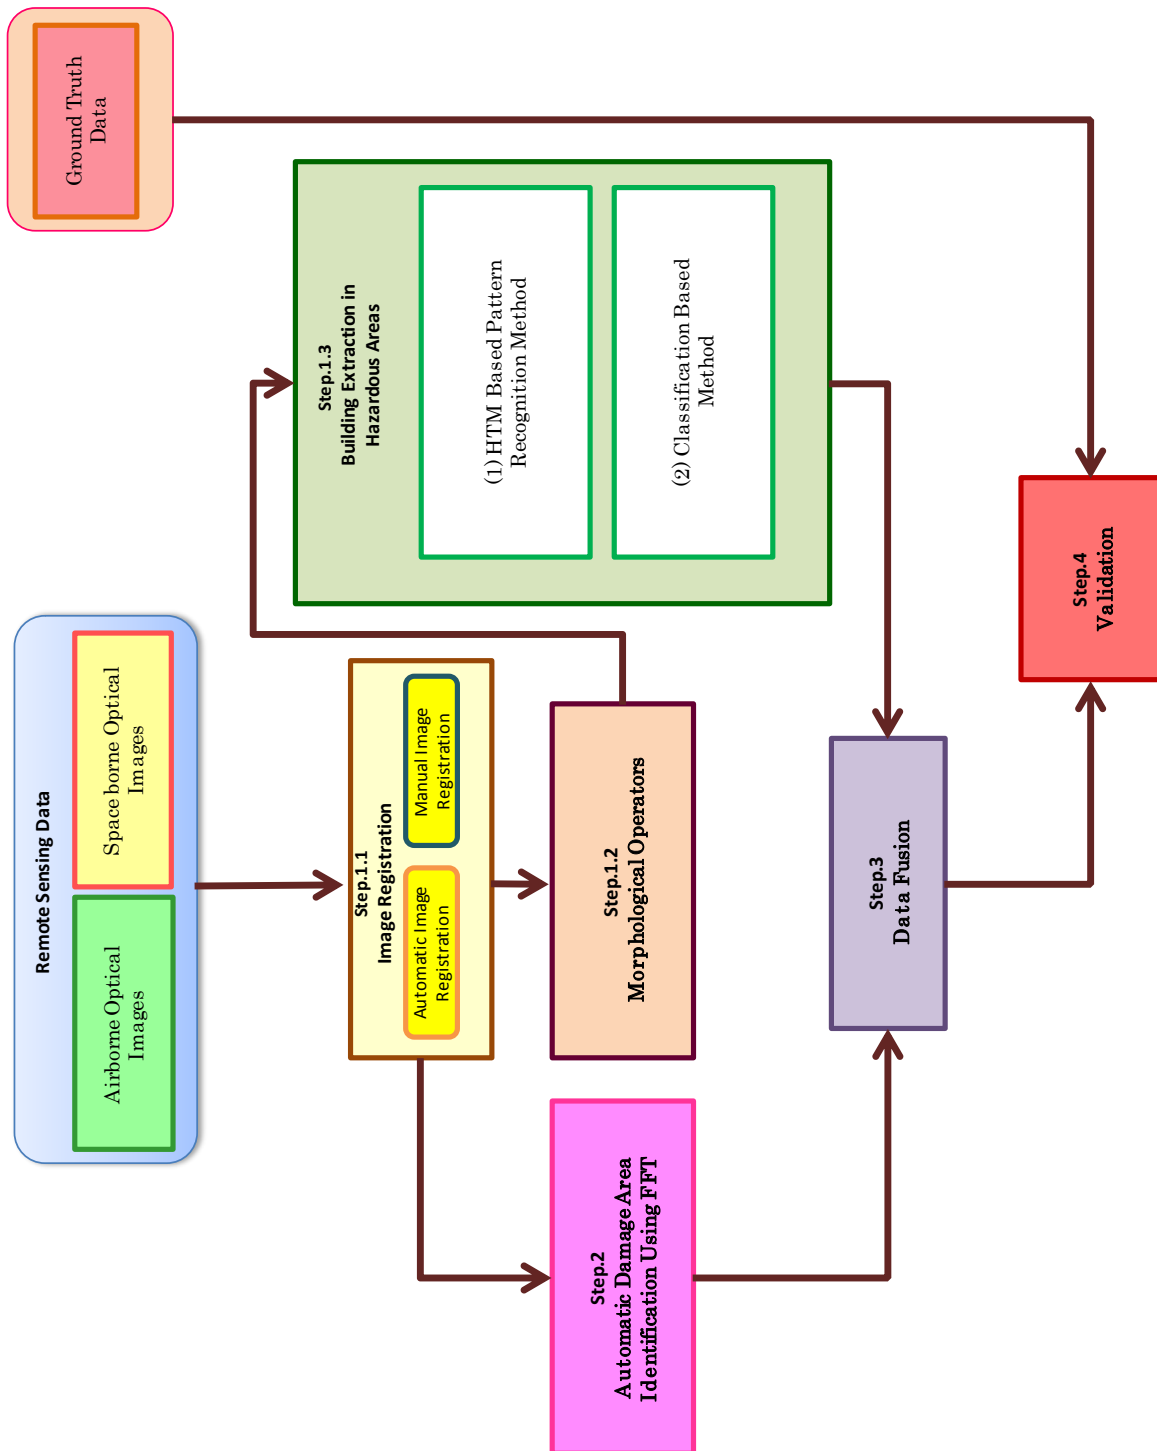 Remote Sensing Data
Airborne Optical
Images
Space borne Optical
Images
Ground Truth
Data
Step.1.1
Image Registration
Automatic Image
Registration
Manual Image
Registration
Step.1.2
Morphological Operators
Step.1.3
Building Extraction in
Hazardous Areas
(1) HTM Based Pattern
Recognition Method
(2) Classification Based
Method
Step.2
Automatic Damage Area
Identification Using FFT
Step.3
Data Fusion
Step.4
Validation